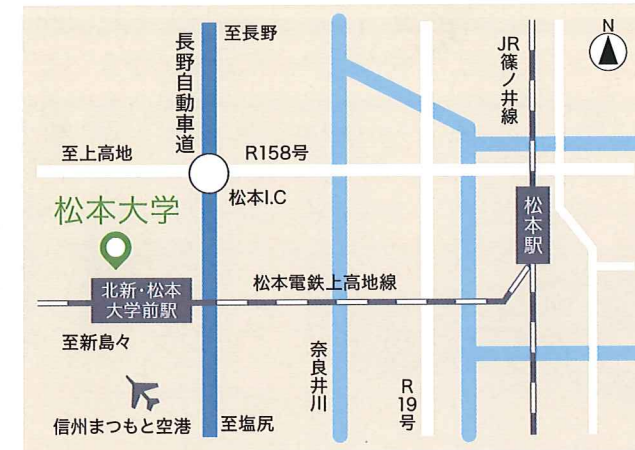 N
至長野
長野自動車道
JR篠ノ井線
至上高地
R158号
松本I.C
松本大学
松本駅
北新・松本
大学前駅
松本電鉄上高地線
至新島々
奈良井川
R19号
信州まつもと空港
至塩尻